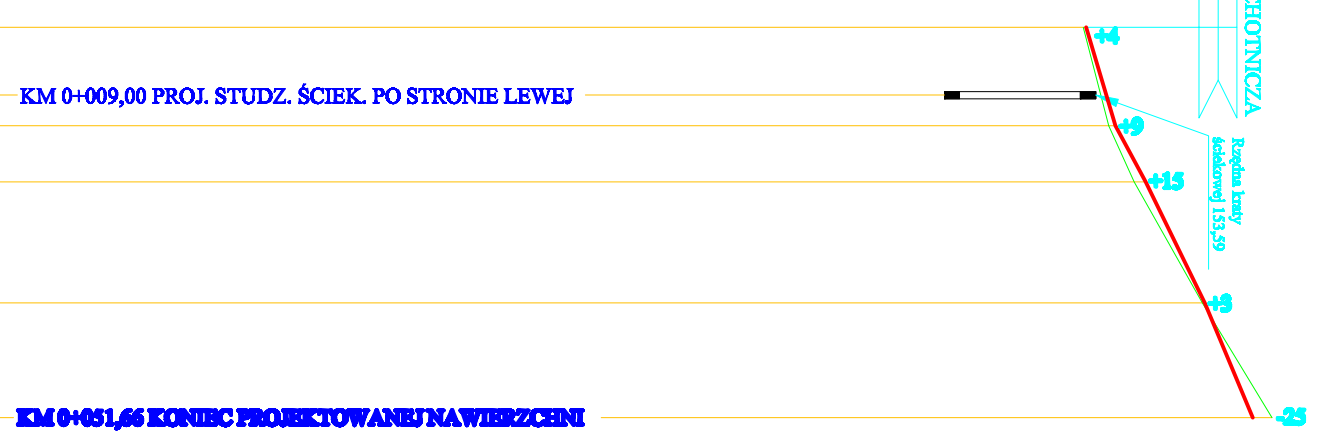 CHOTNICZA
+4
KM 0+009,00 PROJ. STUDZ. ŚCIEK. PO STRONIE LEWEJ
+9
Rzędna kraty
ściekowej 153,59
+15
+3
KM 0+051,66 KONIEC PROJEKTOWANEJ NAWIERZCHNI
-25